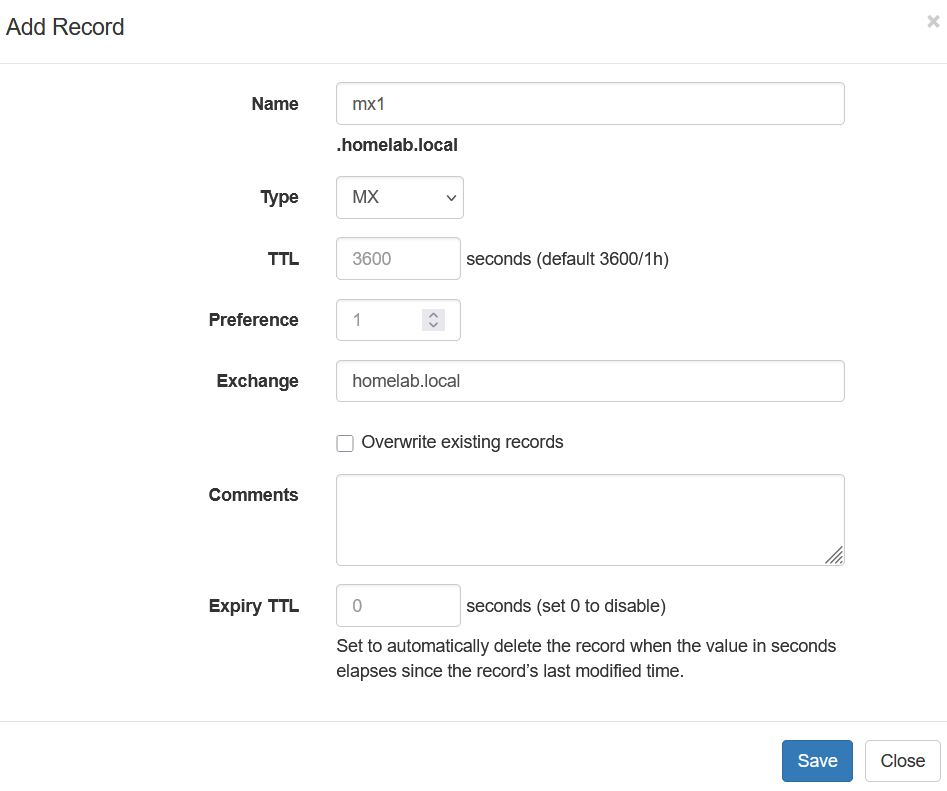 Add Record
×
Name
mx1
.homelab.local
Type
MX
TTL
3600
seconds (default 3600/1h)
Preference
1
Exchange
homelab.local
Overwrite existing records
Comments
Expiry TTL
0
seconds (set 0 to disable)
Set to automatically delete the record when the value in seconds
elapses since the record’s last modified time.
Save
Close